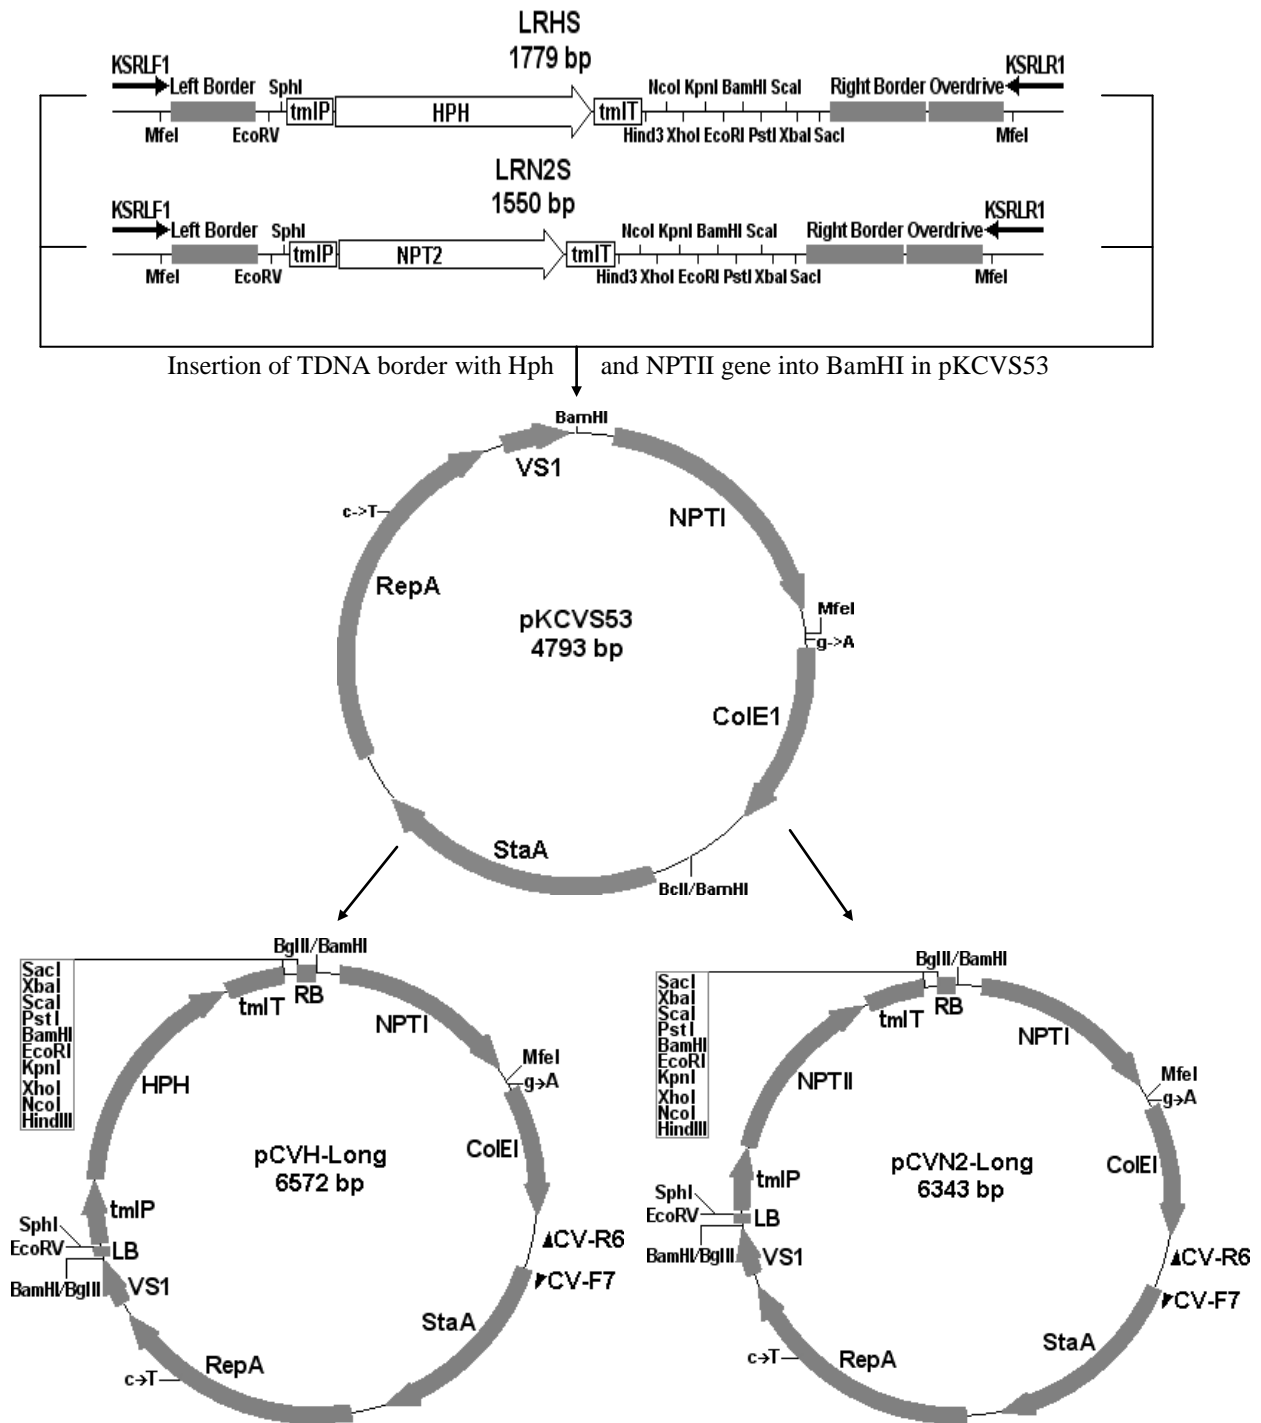 LRHS
1779 bp
KSRLF1
KSRLR1
Left Border
SphI
NcoI KpnI BamHI ScaI
Right Border Overdrive
tmlP
HPH
tmlT
MfeI
EcoRV
Hind3 XhoI EcoRI PstI XbaI SacI
MfeI
LRN2S
1550 bp
KSRLF1
KSRLR1
Left Border
SphI
NcoI KpnI BamHI ScaI
Right Border Overdrive
tmlP
NPT2
tmlT
MfeI
EcoRV
Hind3 XhoI EcoRI PstI XbaI SacI
MfeI
Insertion of TDNA border with Hph and NPTII gene into BamHI in pKCVS53
BamHI
VS1
NPTI
c->T
RepA
pKCVS53
4793 bp
MfeI
g->A
ColE1
StaA
BclI/BamHI
BglII/BamHI
SacI
XbaI
ScaI
PstI
BamHI
EcoRI
KpnI
XhoI
NcoI
HindIII
tmlT
RB
NPTI
HPH
MfeI
g→A
pCVH-Long
6572 bp
ColEI
tmlP
SphI
EcoRV
LB
BamHI/BglII
VS1
CV-R6
CV-F7
StaA
RepA
c→T
BglII/BamHI
SacI
XbaI
ScaI
PstI
BamHI
EcoRI
KpnI
XhoI
NcoI
HindIII
tmlT
RB
NPTI
NPTII
MfeI
g→A
pCVN2-Long
6343 bp
ColEI
tmlP
SphI
EcoRV
LB
BamHI/BglII
VS1
CV-R6
CV-F7
StaA
RepA
c→T